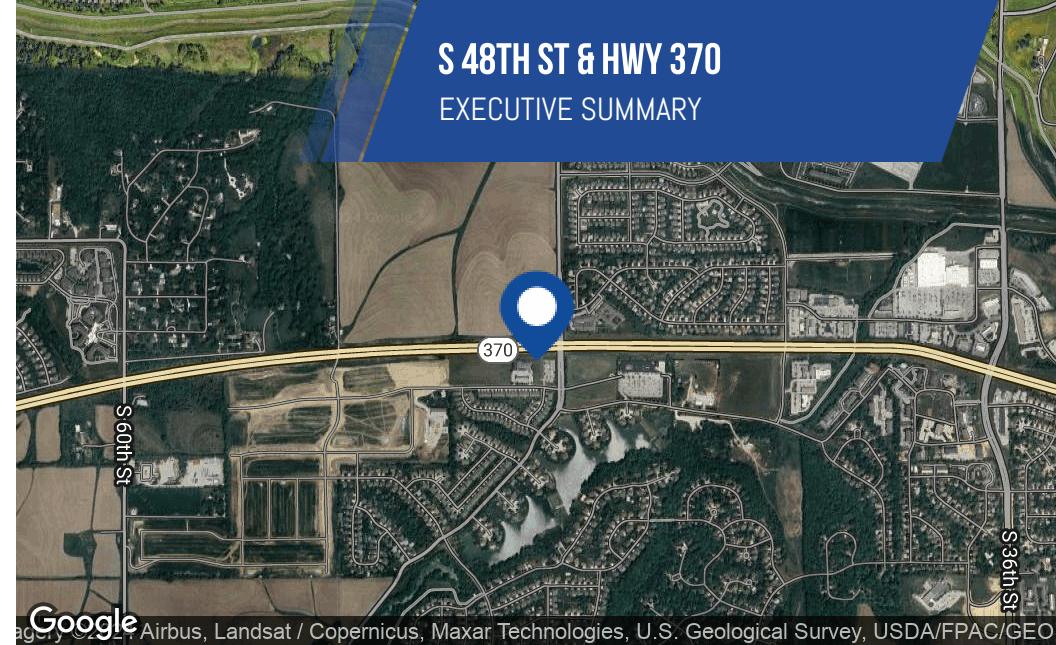 S 48TH ST & HWY 370
EXECUTIVE SUMMARY
370
S 60th St
S 36th St
Google
Airbus, Landsat / Copernicus, Maxar Technologies, U.S. Geological Survey, USDA/FPAC/GEO